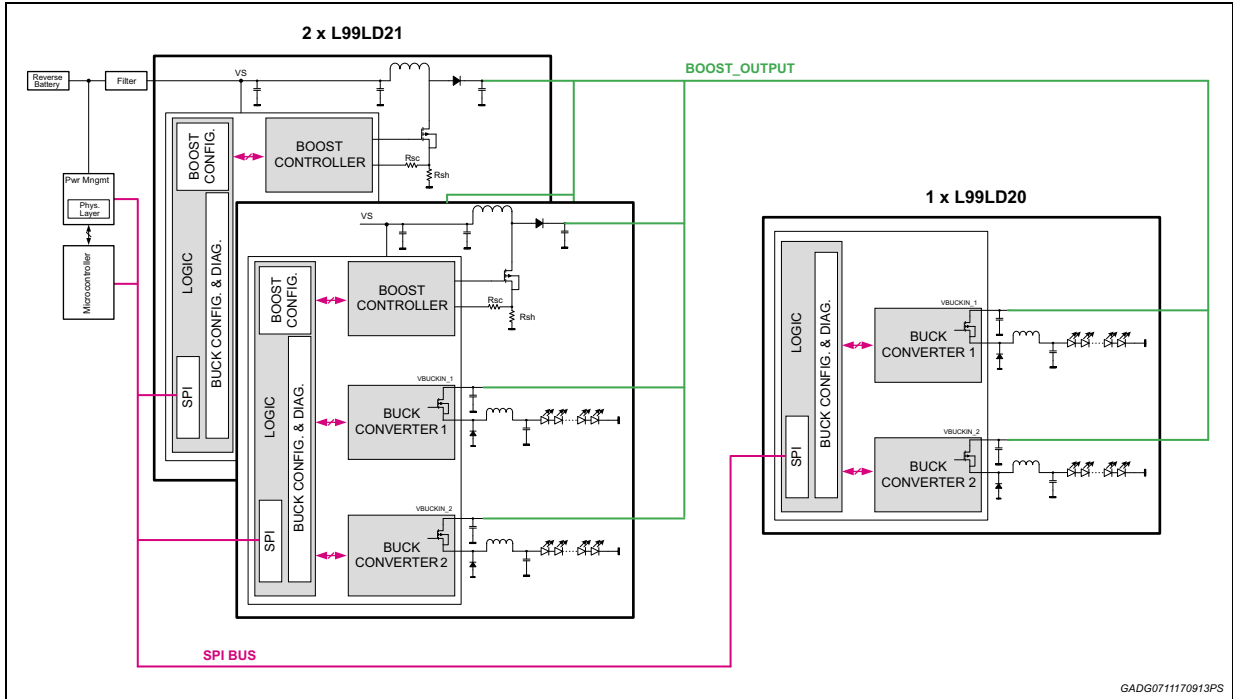 2 x L99LD21
Reverse
Battery
Filter
VS
BOOST_OUTPUT
BOOST
CONFIG.
BOOST
CONTROLLER
Rsc
Rsh
Pwr Mngmt
Phys.
Layer
Microcontroller
LOGIC
BUCK CONFIG. & DIAG.
SPI
VS
BOOST
CONFIG.
BOOST
CONTROLLER
Rsc
Rsh
LOGIC
BUCK CONFIG. & DIAG.
SPI
VBUCKIN_1
BUCK
CONVERTER 1
VBUCKIN_2
BUCK
CONVERTER 2
1 x L99LD20
LOGIC
BUCK CONFIG. & DIAG.
SPI
VBUCKIN_1
BUCK
CONVERTER 1
VBUCKIN_2
BUCK
CONVERTER 2
SPI BUS
GADG0711170913PS